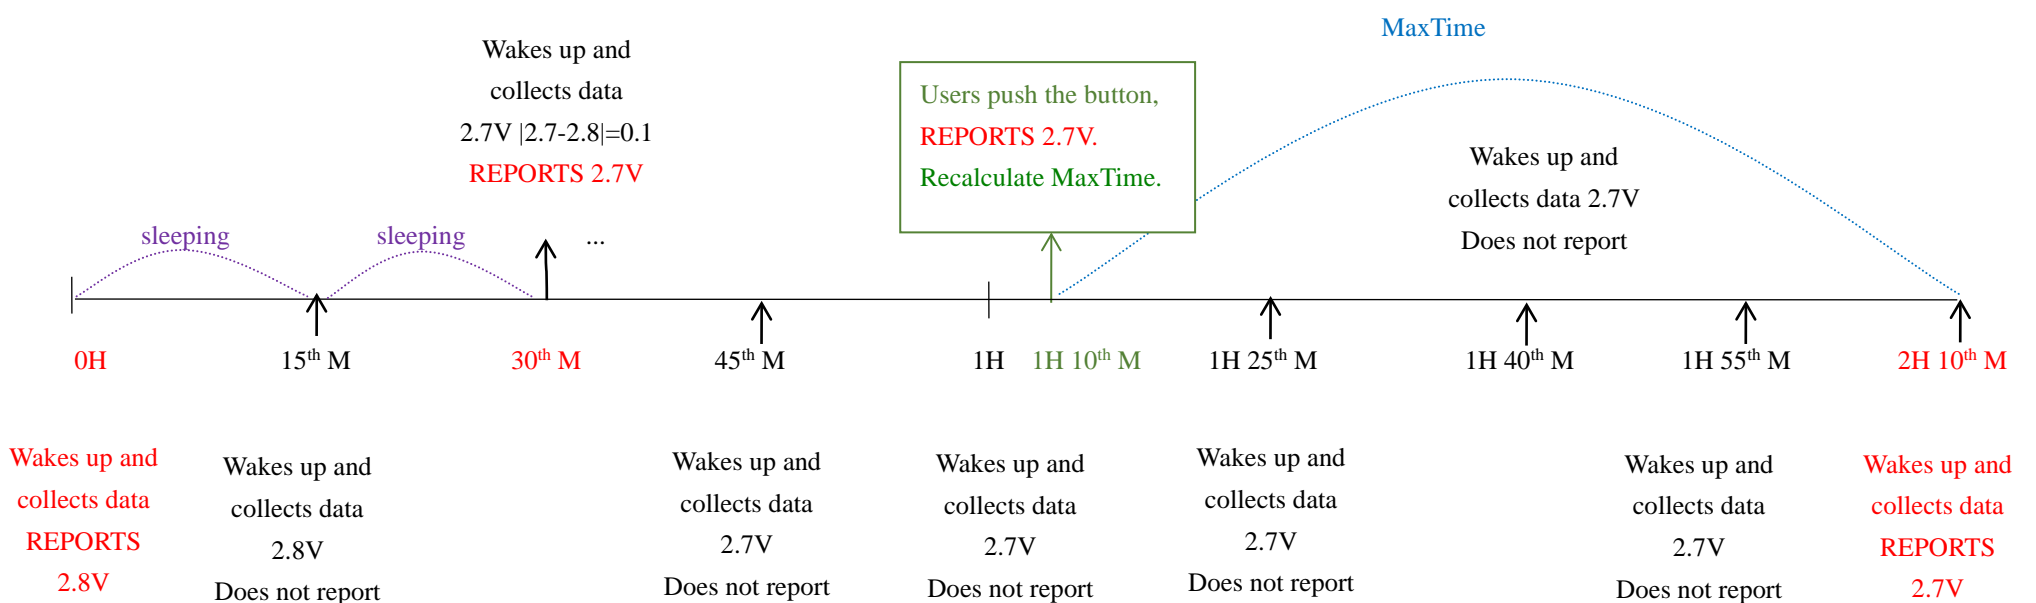 MaxTime
Wakes up and
collects data
2.7V |2.7-2.8|=0.1
REPORTS 2.7V
Users push the button,
REPORTS 2.7V.
Recalculate MaxTime.
Wakes up and
collects data 2.7V
Does not report
sleeping
sleeping
...
0H
15th M
30th M
45th M
1H
1H 10th M
1H 25th M
1H 40th M
1H 55th M
2H 10th M
Wakes up and
collects data
REPORTS
2.8V
Wakes up and
collects data
2.8V
Does not report
Wakes up and
collects data
2.7V
Does not report
Wakes up and
collects data
2.7V
Does not report
Wakes up and
collects data
2.7V
Does not report
Wakes up and
collects data
2.7V
Does not report
Wakes up and
collects data
REPORTS
2.7V